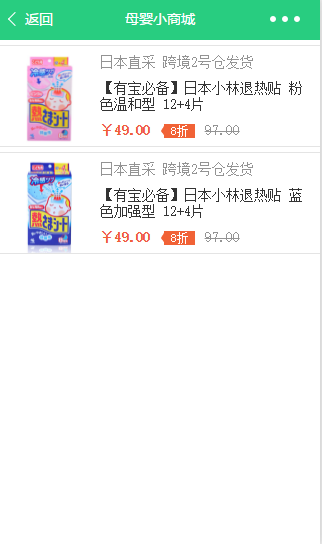 返回 母婴小商城
日本直采 跨境2号仓发货
【有宝必备】日本小林退热贴 粉
色温和型 12+4片
￥49.00 8折 97.00
日本直采 跨境2号仓发货
【有宝必备】日本小林退热贴 蓝
色加强型 12+4片
￥49.00 8折 97.00